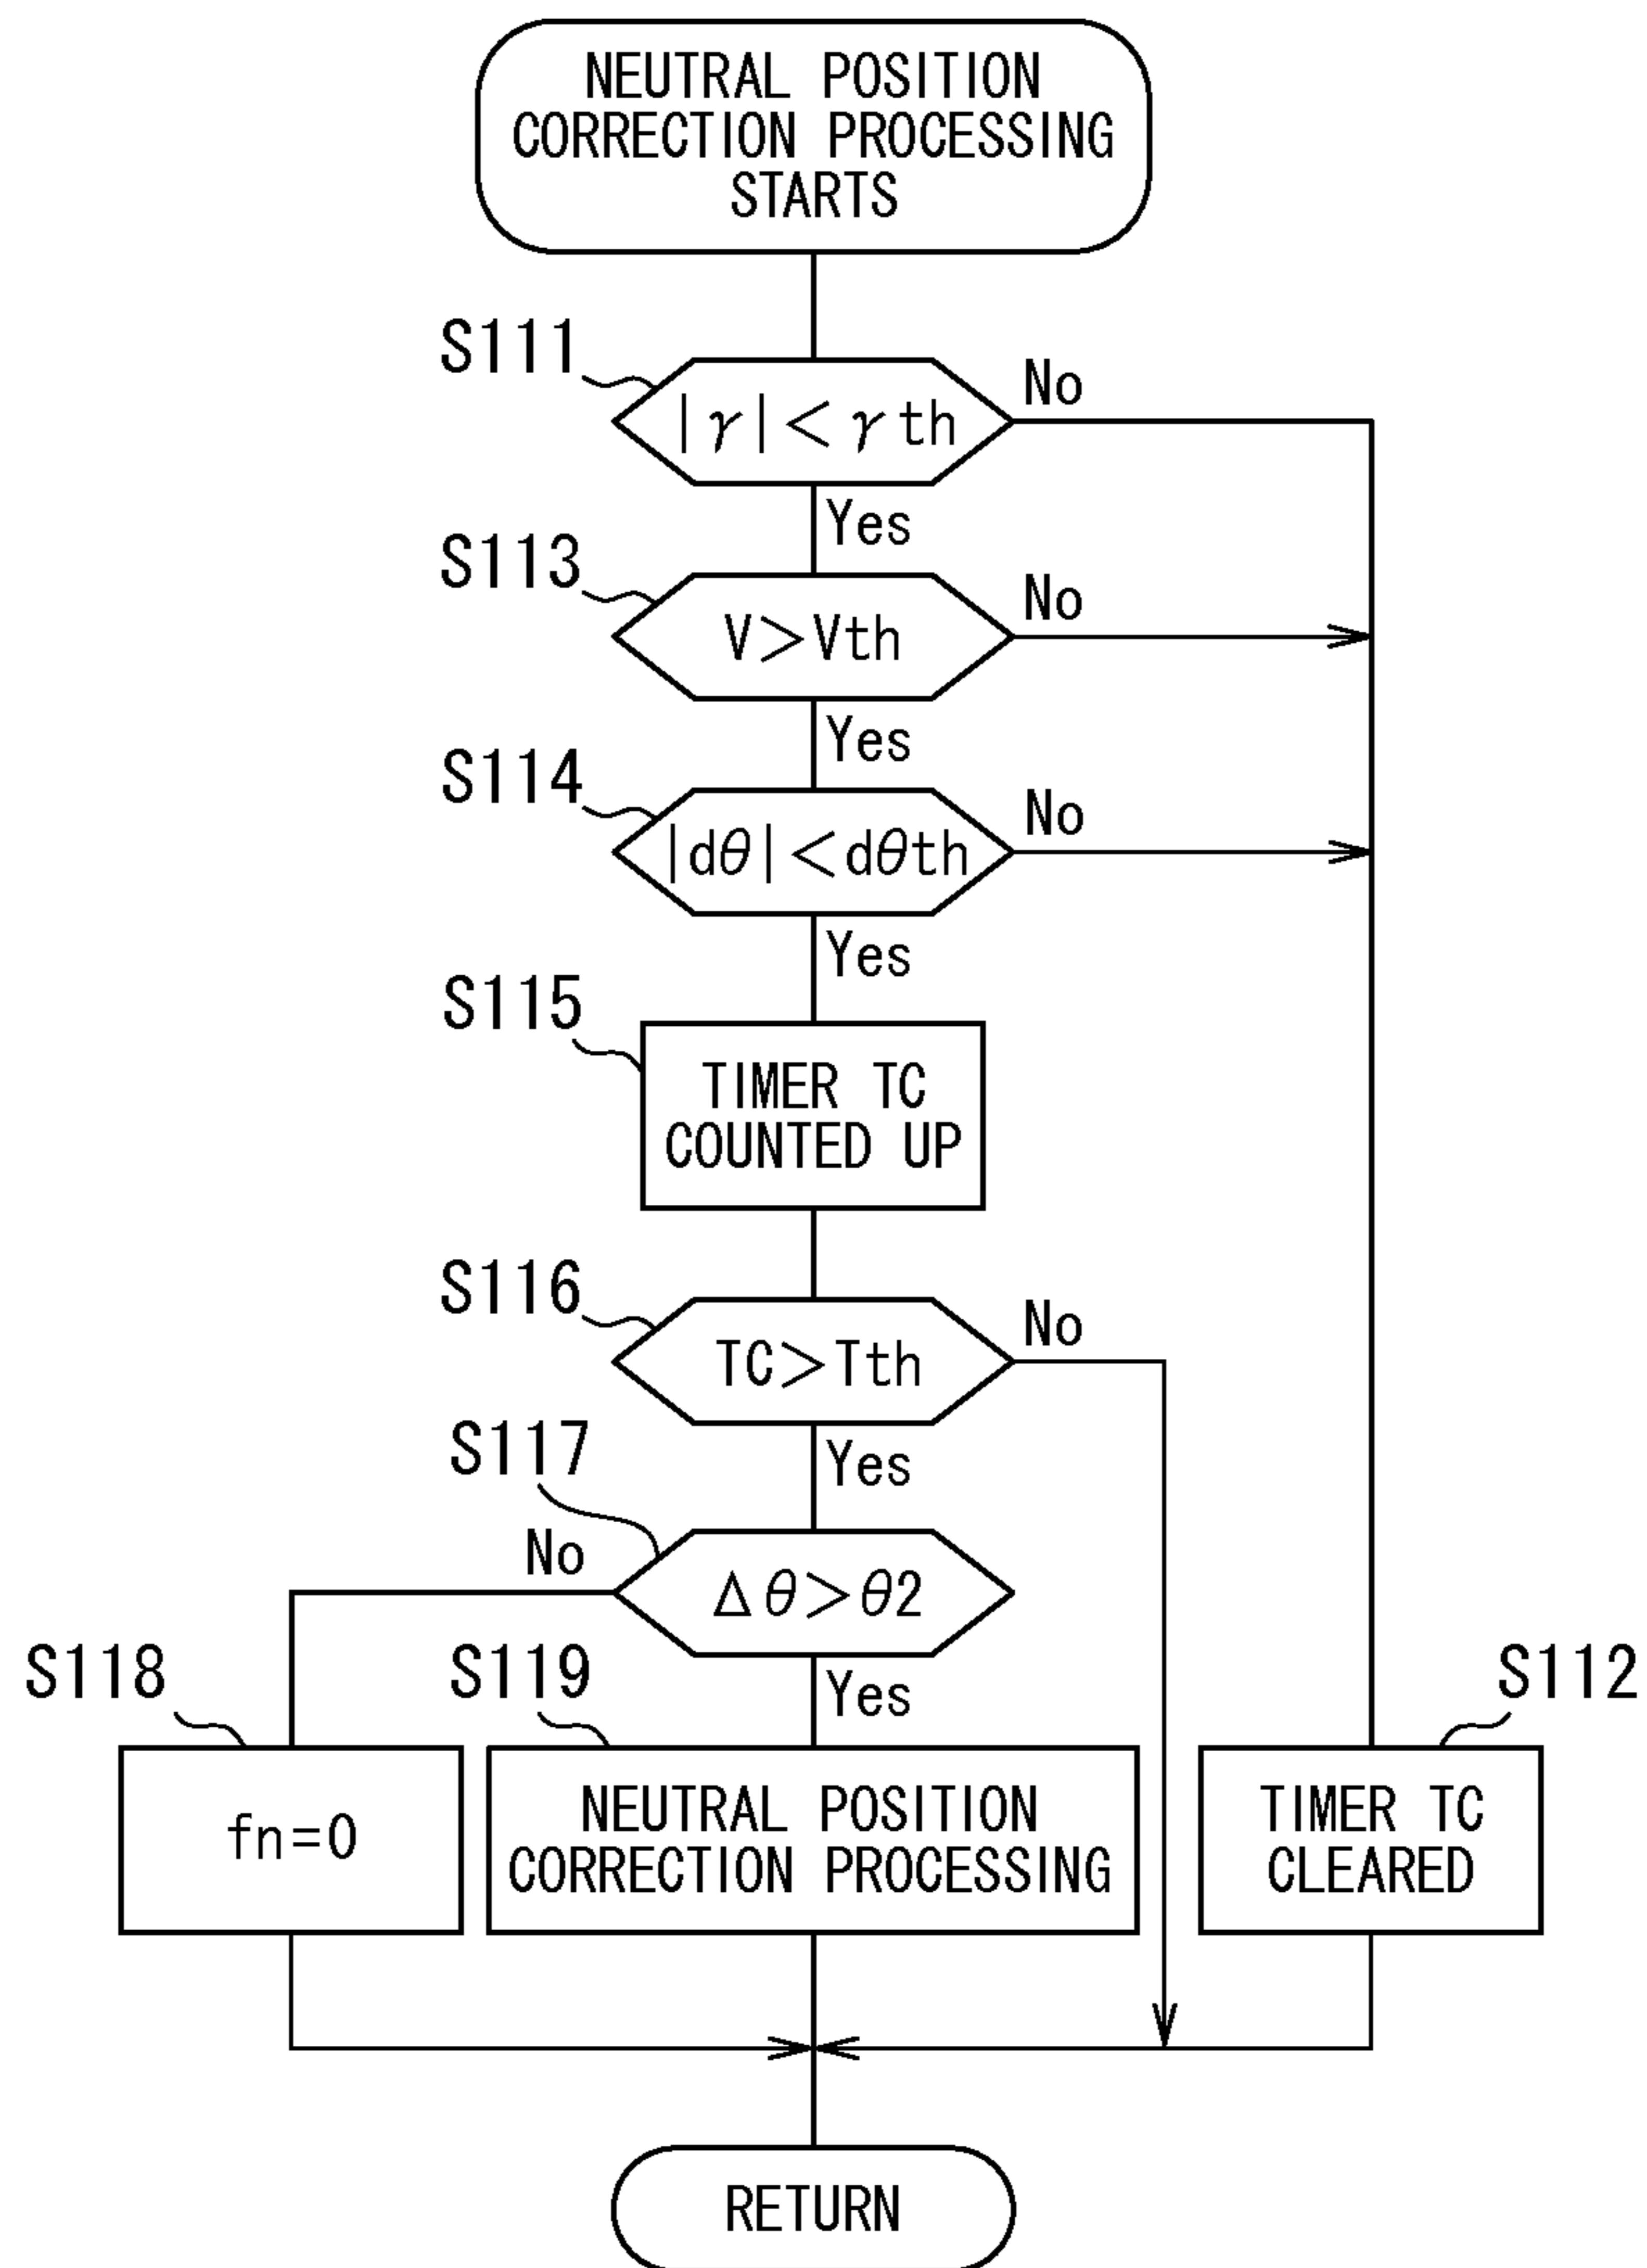 NEUTRAL POSITION
CORRECTION PROCESSING
STARTS
S111
|γ|<γth
No
Yes
S113
V>Vth
No
Yes
S114
|dθ|<dθth
No
Yes
S115
TIMER TC
COUNTED UP
S116
TC>Tth
No
Yes
S117
No
Δθ>θ2
Yes
S118
fn=0
S119
NEUTRAL POSITION
CORRECTION PROCESSING
S112
TIMER TC
CLEARED
RETURN